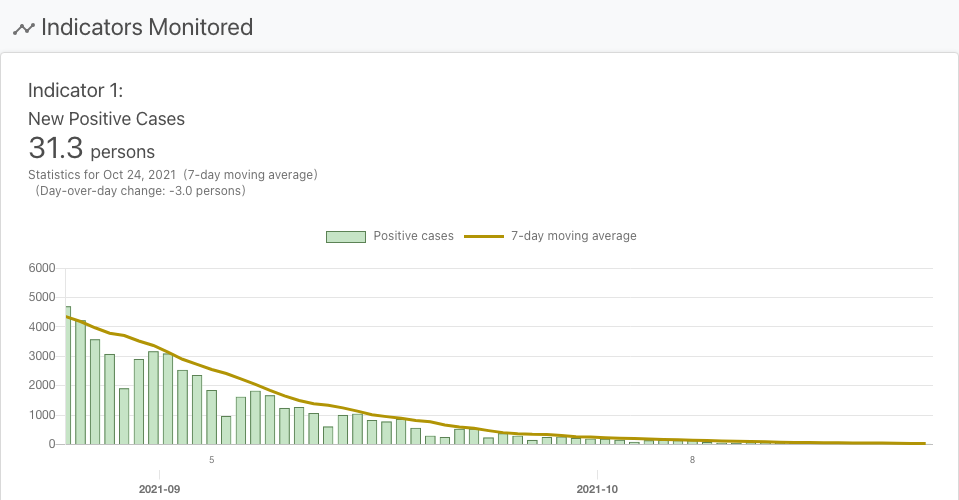 Indicators Monitored
Indicator 1:
New Positive Cases
31.3 persons
Statistics for Oct 24, 2021 (7-day moving average)
(Day-over-day change: -3.0 persons)
Positive cases 7-day moving average
6000
5000
4000
3000
2000
1000
0
5 8
2021-09 2021-10